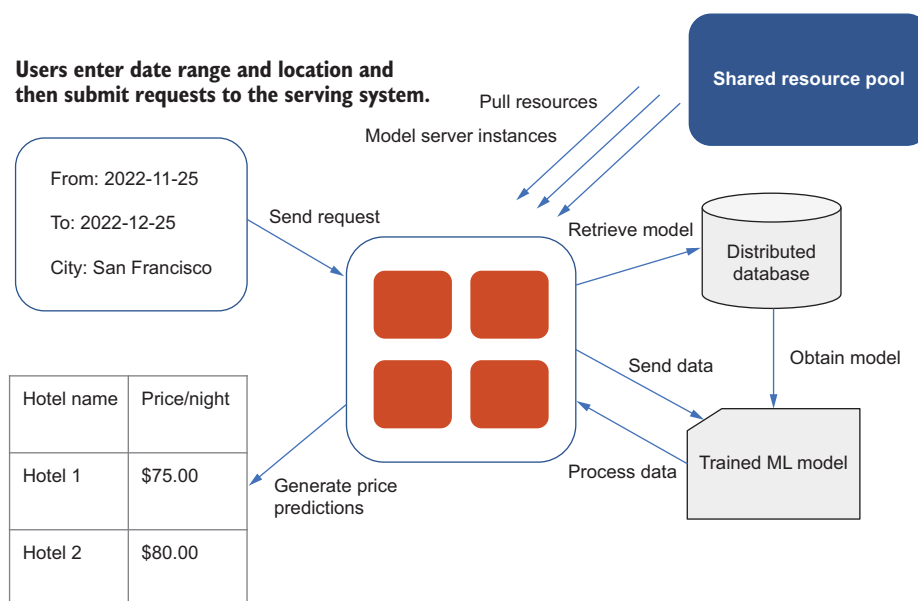 Users enter date range and location and
then submit requests to the serving system.
Shared resource pool
Pull resources
Model server instances
From: 2022-11-25
To: 2022-12-25
City: San Francisco
Send request
Retrieve model
Distributed
database
Obtain model
Send data
Trained ML model
Process data
Generate price
predictions
Hotel name Price/night
Hotel 1 $75.00
Hotel 2 $80.00